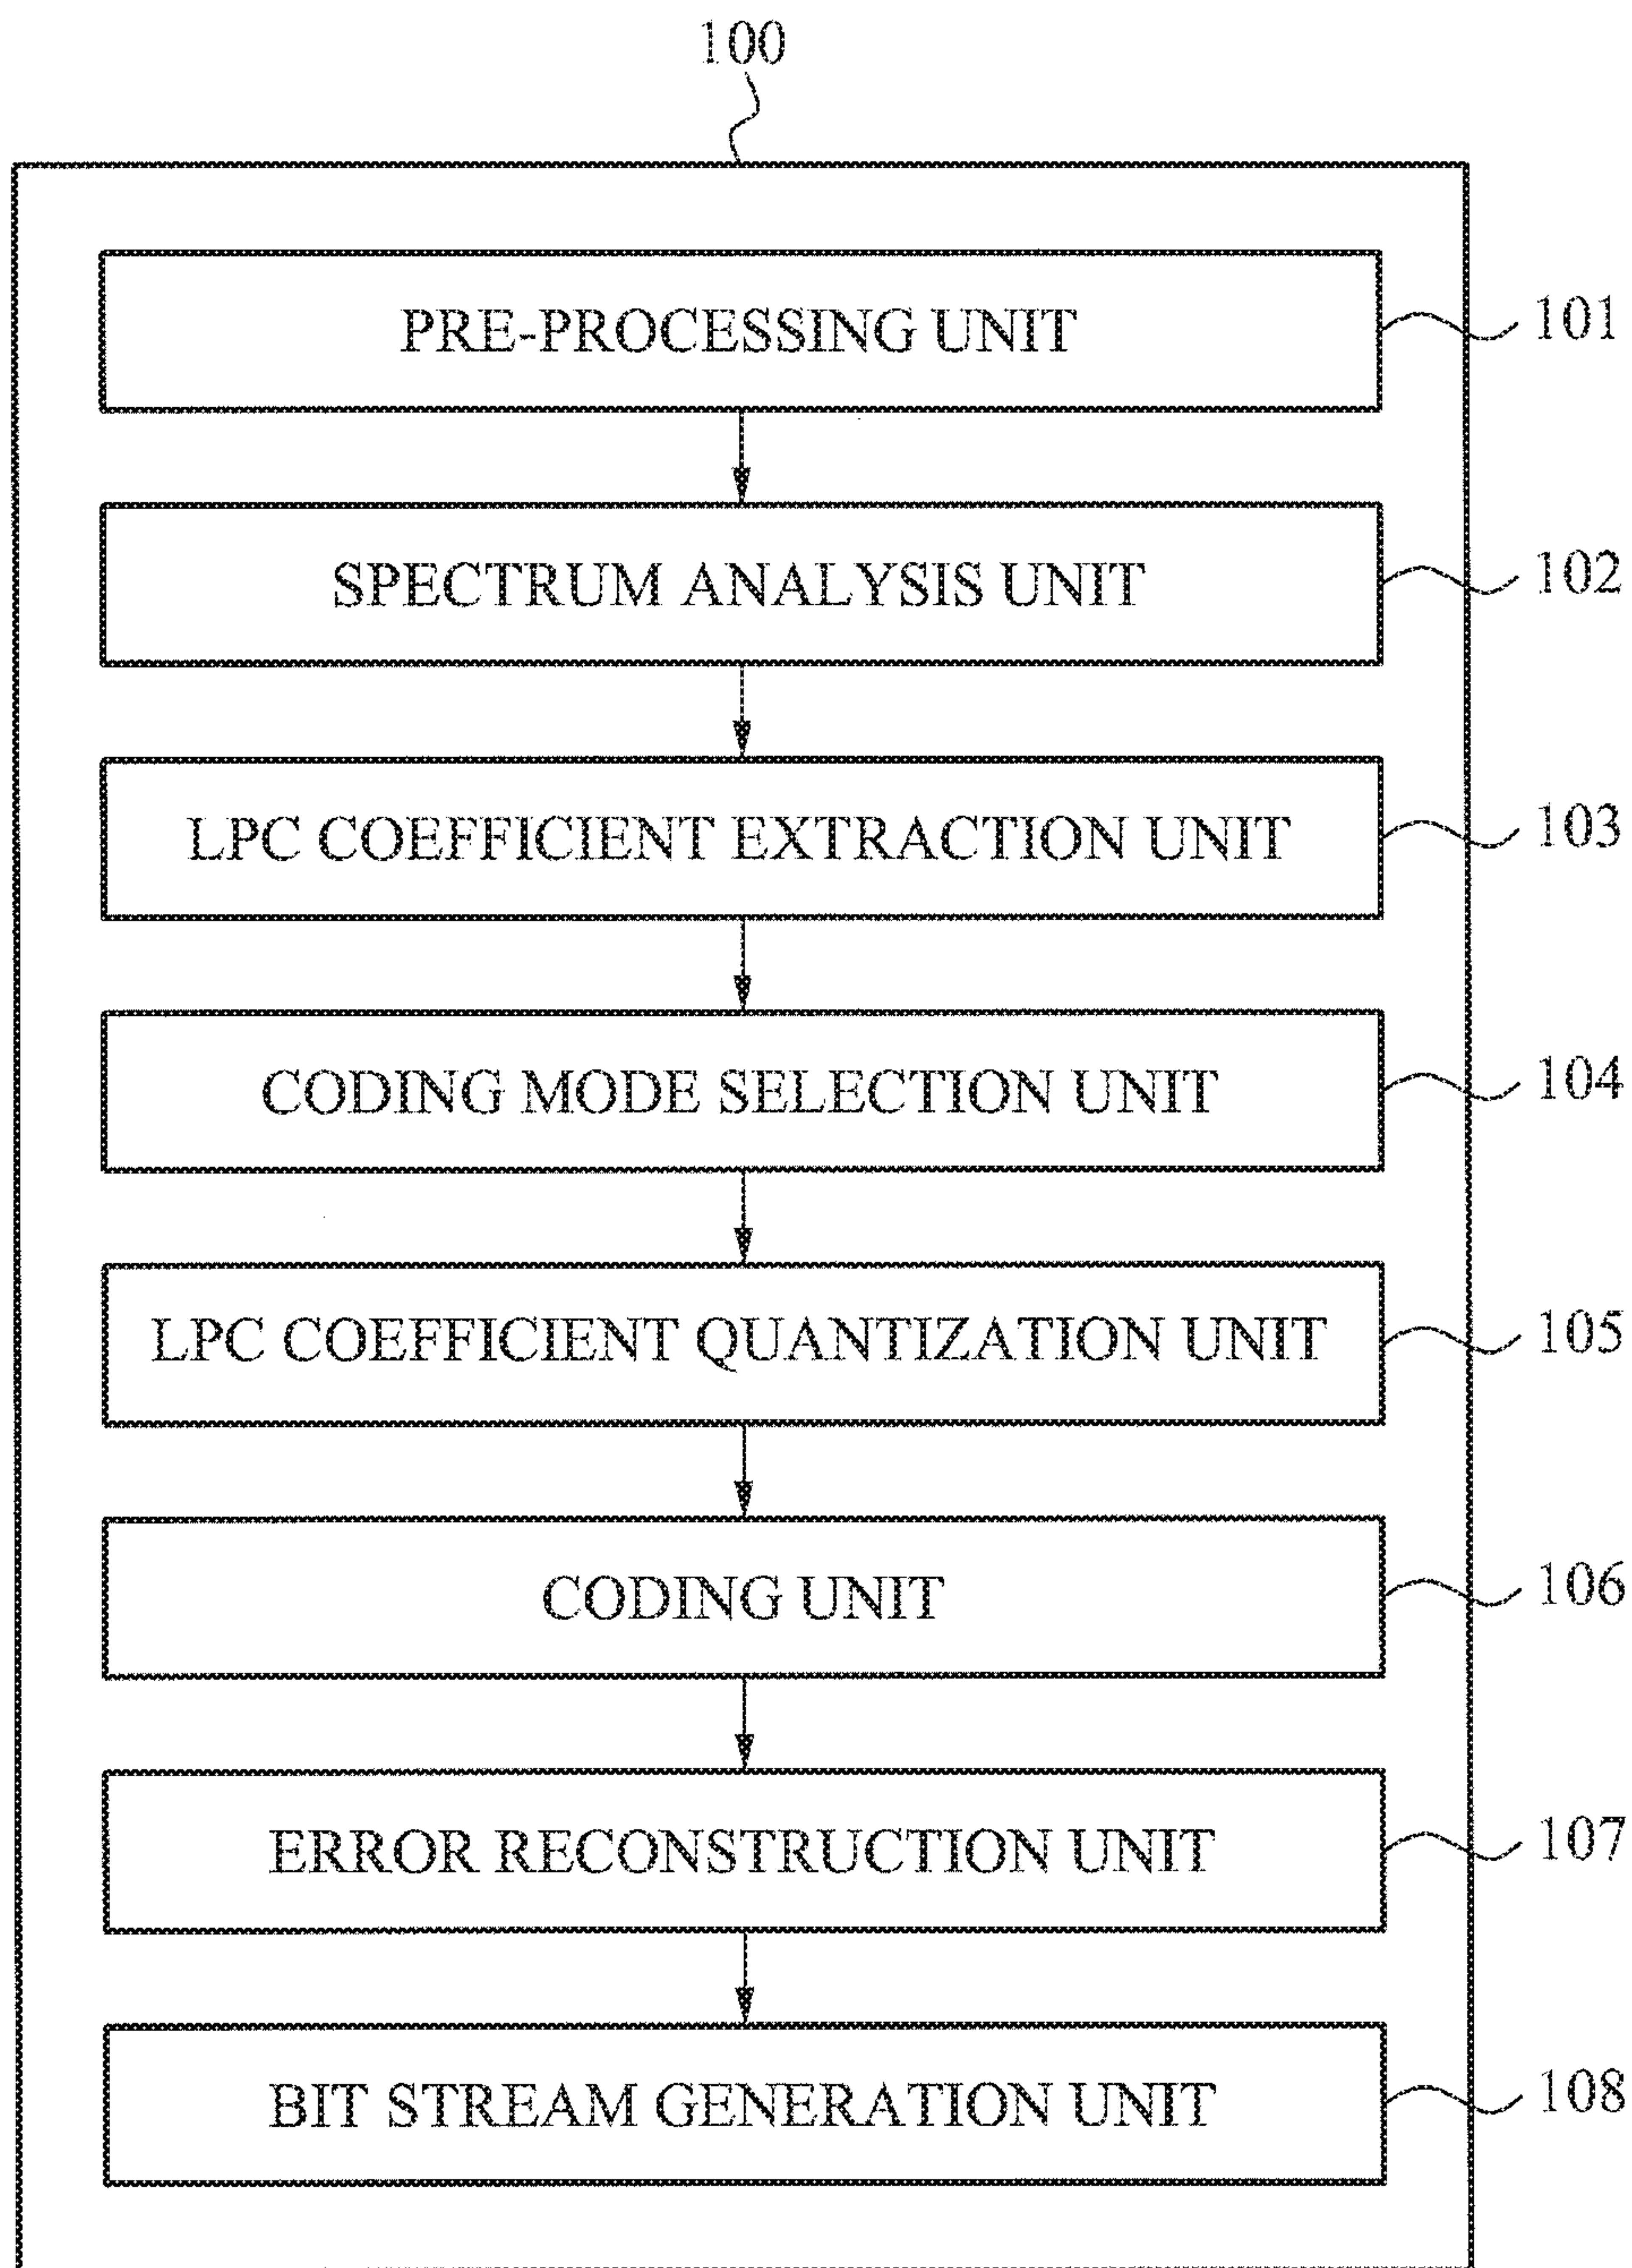 100
PRE-PROCESSING UNIT 101
SPECTRUM ANALYSIS UNIT 102
LPC COEFFICIENT EXTRACTION UNIT 103
CODING MODE SELECTION UNIT 104
LPC COEFFICIENT QUANTIZATION UNIT 105
CODING UNIT 106
ERROR RECONSTRUCTION UNIT 107
BIT STREAM GENERATION UNIT 108